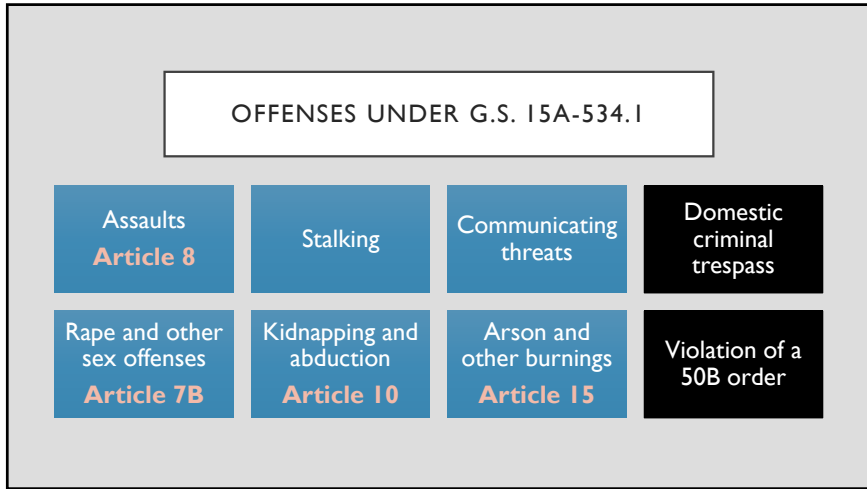 OFFENSES UNDER G.S. 15A-534.1
Assaults
Article 8
Stalking
Communicating
threats
Domestic
criminal
trespass
Rape and other
sex offenses
Article 7B
Kidnapping and
abduction
Article 10
Arson and
other burnings
Article 15
Violation of a
50B order